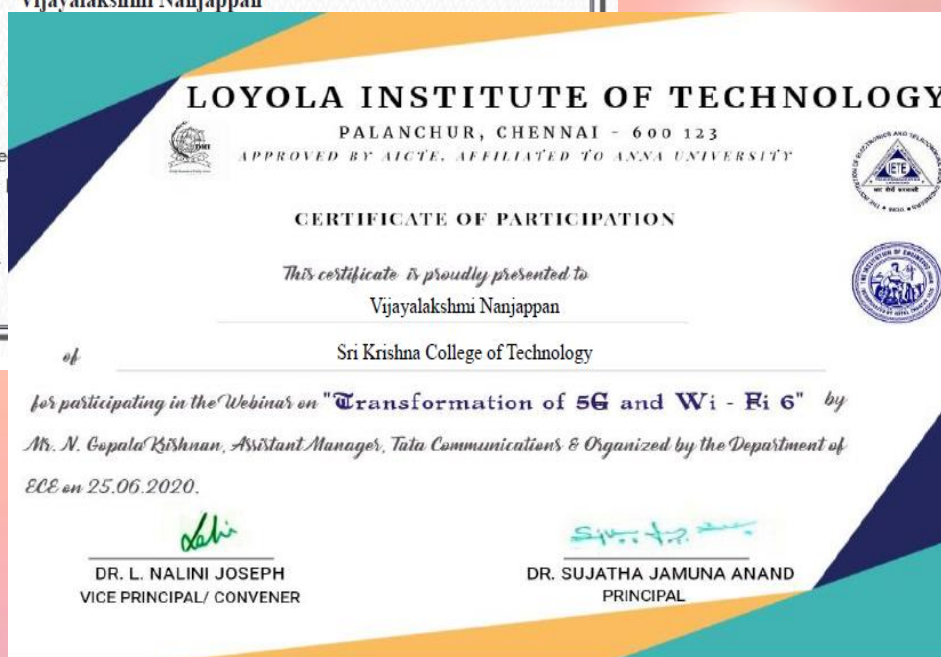 Vijayalakshmi Nanjappan
LOYOLA INSTITUTE OF TECHNOLOGY
PALANCHUR, CHENNAI - 600 123
APPROVED BY AICTE, AFFILIATED TO ANNA UNIVERSITY
IETE
CERTIFICATE OF PARTICIPATION
This certificate is proudly presented to
Vijayalakshmi Nanjappan
of Sri Krishna College of Technology
for participating in the Webinar on "Transformation of 5G and Wi - Fi 6" by
Mr. N. Gopala Krishnan, Assistant Manager, Tata Communications & Organized by the Department of
ECE on 25.06.2020.
DR. L. NALINI JOSEPH
VICE PRINCIPAL/ CONVENER
DR. SUJATHA JAMUNA ANAND
PRINCIPAL